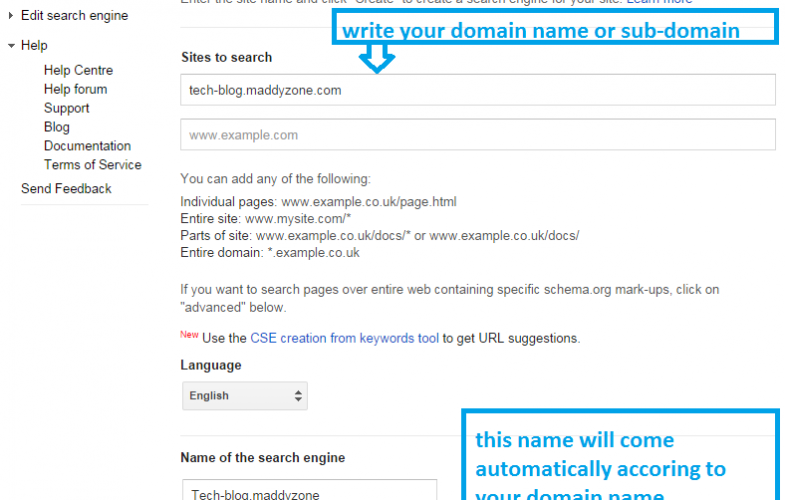 Enter the site name and click "Create" to create a search engine for your site. Learn more
Edit search engine
write your domain name or sub-domain
Help
Sites to search
Help Centre
Help forum
tech-blog.maddyzone.com
Support
Blog
www.example.com
Documentation
Terms of Service
Send Feedback
You can add any of the following:
Individual pages: www.example.co.uk/page.html
Entire site: www.mysite.com/*
Parts of site: www.example.co.uk/docs/* or www.example.co.uk/docs/
Entire domain: *.example.co.uk
If you want to search pages over entire web containing specific schema.org mark-ups, click on
"advanced" below.
New Use the CSE creation from keywords tool to get URL suggestions.
Language
English
this name will come
Name of the search engine
automatically accoring to
Tech-blog.maddyzone
your domain name